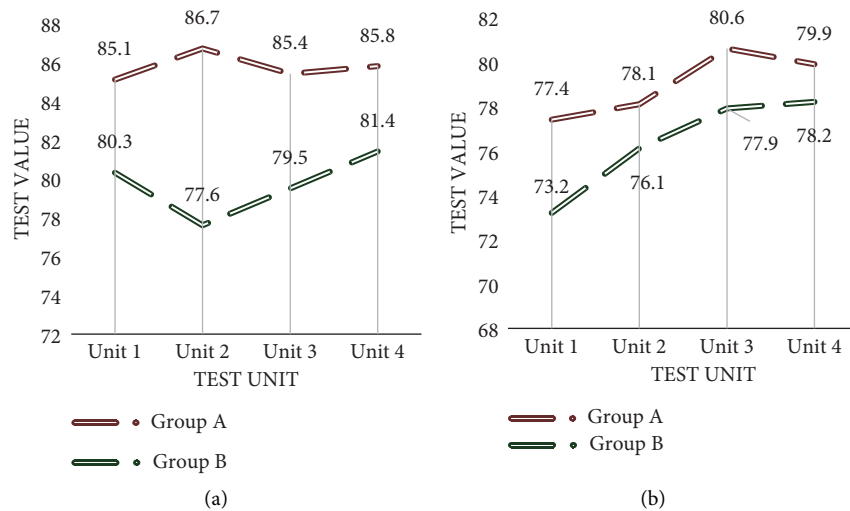 88
86
84
82
80
78
76
74
72
TEST VALUE
85.1
86.7
85.4
85.8
80.3
77.6
79.5
81.4
Unit 1 Unit 2 Unit 3 Unit 4
TEST UNIT
Group A
Group B
(a)
82
80
78
76
74
72
70
68
TEST VALUE
77.4
78.1
80.6
79.9
73.2
76.1
77.9
78.2
Unit 1 Unit 2 Unit 3 Unit 4
TEST UNIT
Group A
Group B
(b)